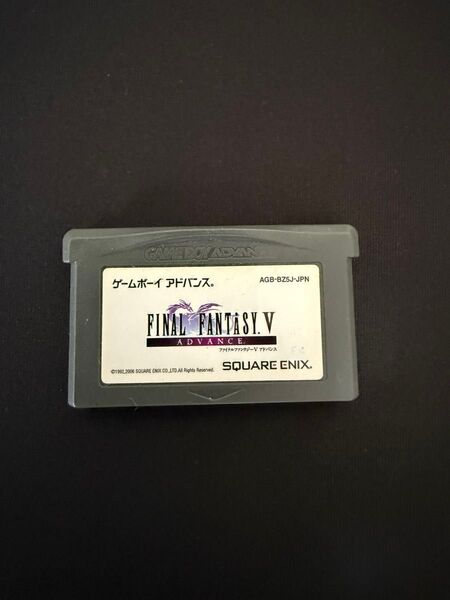 GAME BOY ADVAN
ゲームボーイ アドバンス®
AGB-BZ5J-JPN
FINAL FANTASY. V
ADVANCE
ファイナルファンタジーV アドバンス
©1992,2006 SQUARE ENIX CO.,LTD.All Rights Reserved.
SQUARE ENIX.